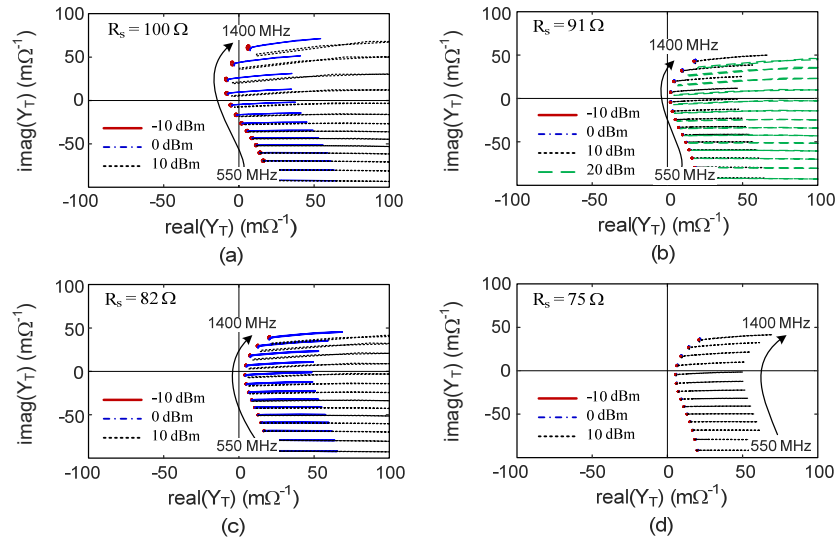 R_s = 100 Ω
1400 MHz
-10 dBm
0 dBm
10 dBm
550 MHz
imag(Y_T) (mΩ⁻¹)
100
50
0
-50
-100
-100
-50
0
50
100
real(Y_T) (mΩ⁻¹)
(a)
R_s = 91 Ω
1400 MHz
-10 dBm
0 dBm
10 dBm
20 dBm
550 MHz
imag(Y_T) (mΩ⁻¹)
100
50
0
-50
-100
-100
-50
0
50
100
real(Y_T) (mΩ⁻¹)
(b)
R_s = 82 Ω
1400 MHz
-10 dBm
0 dBm
10 dBm
550 MHz
imag(Y_T) (mΩ⁻¹)
100
50
0
-50
-100
-100
-50
0
50
100
real(Y_T) (mΩ⁻¹)
(c)
R_s = 75 Ω
1400 MHz
-10 dBm
0 dBm
10 dBm
550 MHz
imag(Y_T) (mΩ⁻¹)
100
50
0
-50
-100
-100
-50
0
50
100
real(Y_T) (mΩ⁻¹)
(d)